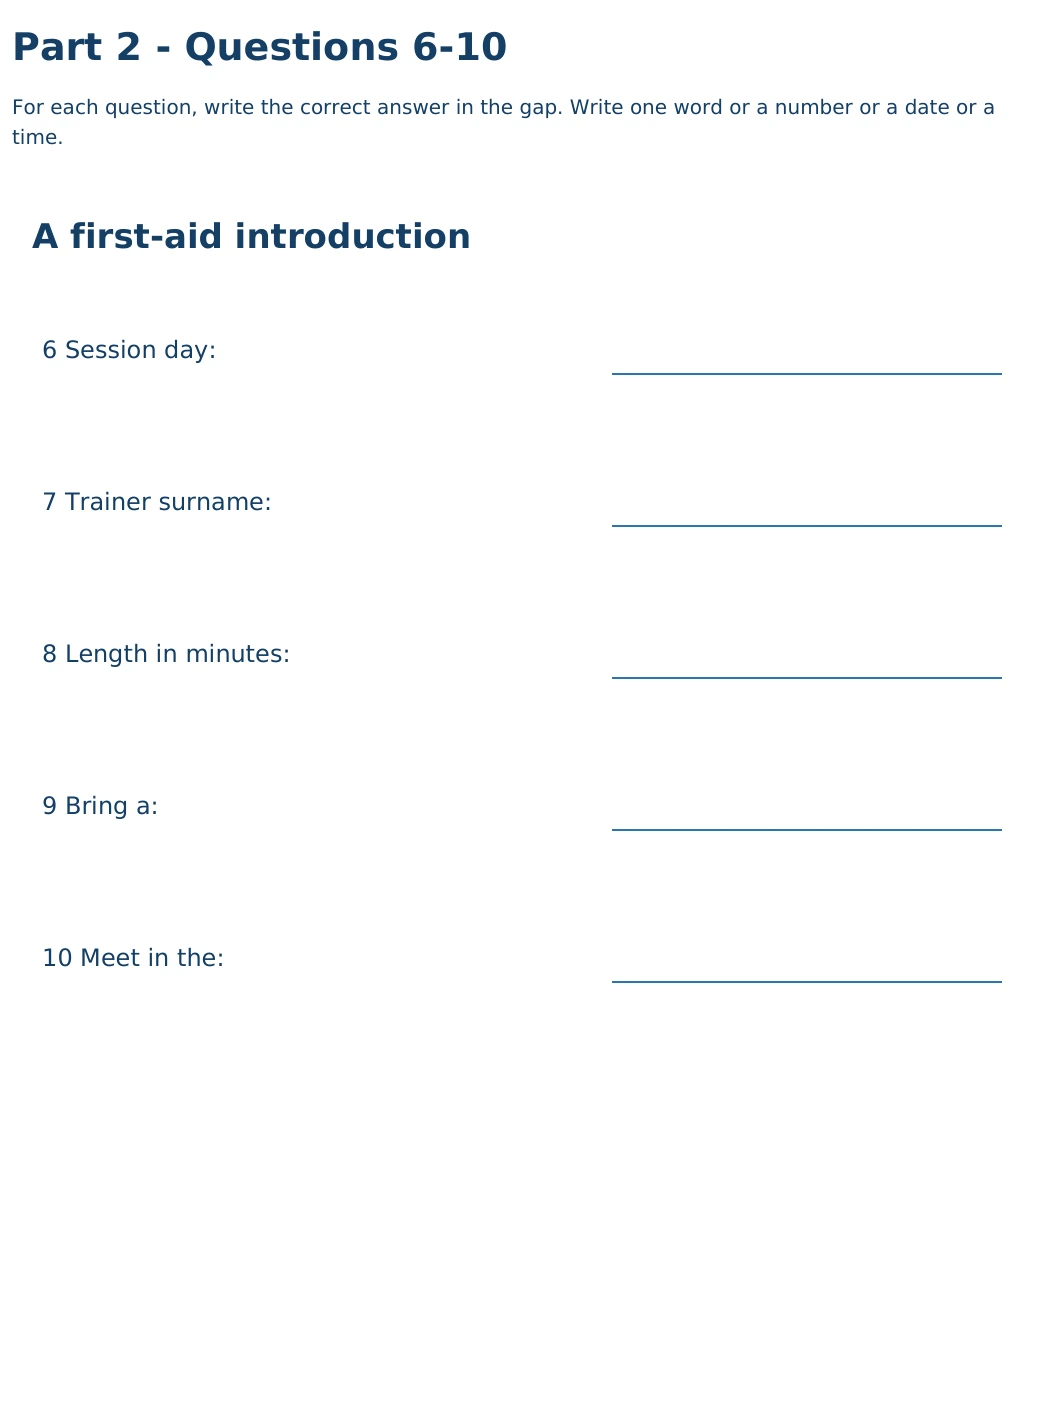 Part 2 - Questions 6-10
For each question, write the correct answer in the gap. Write one word or a number or a date or a
time.
A first-aid introduction
6 Session day:
7 Trainer surname:
8 Length in minutes:
9 Bring a:
10 Meet in the: